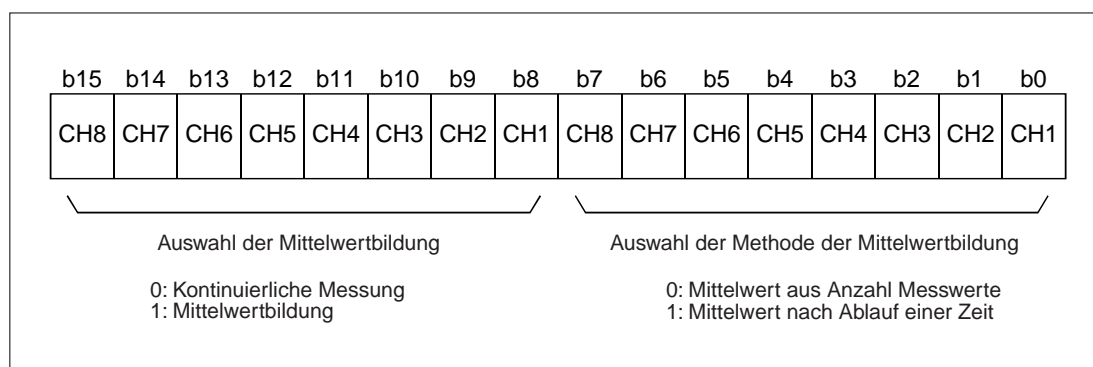 b15 b14 b13 b12 b11 b10 b9 b8 b7 b6 b5 b4 b3 b2 b1 b0
CH8 CH7 CH6 CH5 CH4 CH3 CH2 CH1 CH8 CH7 CH6 CH5 CH4 CH3 CH2 CH1
Auswahl der Mittelwertbildung
0: Kontinuierliche Messung
1: Mittelwertbildung
Auswahl der Methode der Mittelwertbildung
0: Mittelwert aus Anzahl Messwerte
1: Mittelwert nach Ablauf einer Zeit